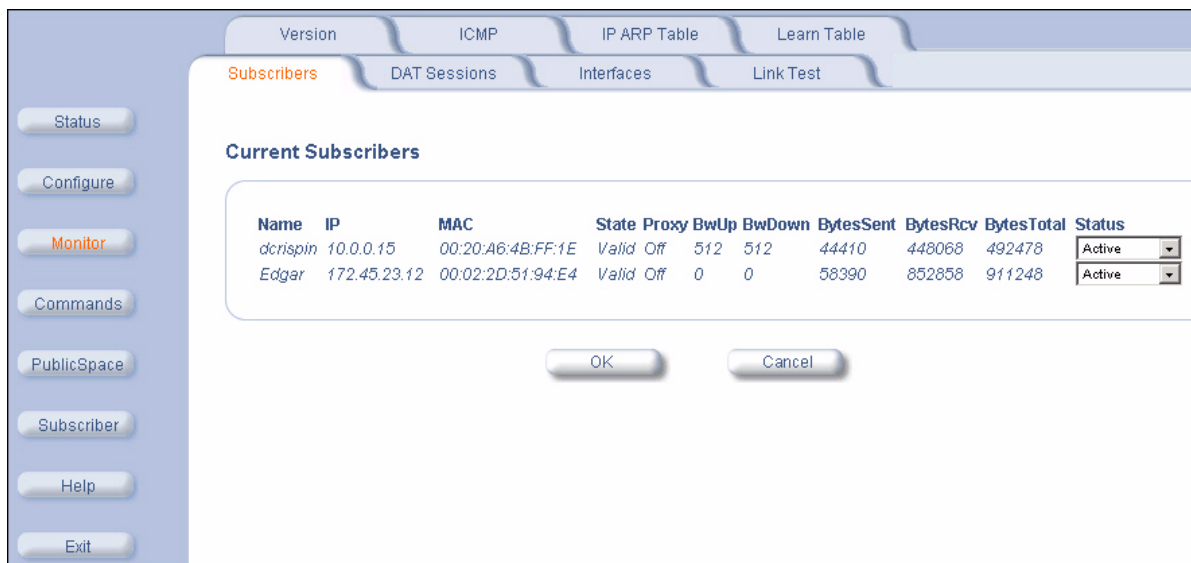 Version ICMP IP ARP Table Learn Table
Subscribers DAT Sessions Interfaces Link Test
Status
Configure
Monitor
Commands
PublicSpace
Subscriber
Help
Exit
Current Subscribers
Name IP MAC State Proxy BwUp BwDown BytesSent BytesRcv BytesTotal Status
dcrispin 10.0.0.15 00:20:A6:4B:FF:1E Valid Off 512 512 44410 448068 492478 Active
Edgar 172.45.23.12 00:02:2D:51:94:E4 Valid Off 0 0 58390 852858 911248 Active
OK Cancel